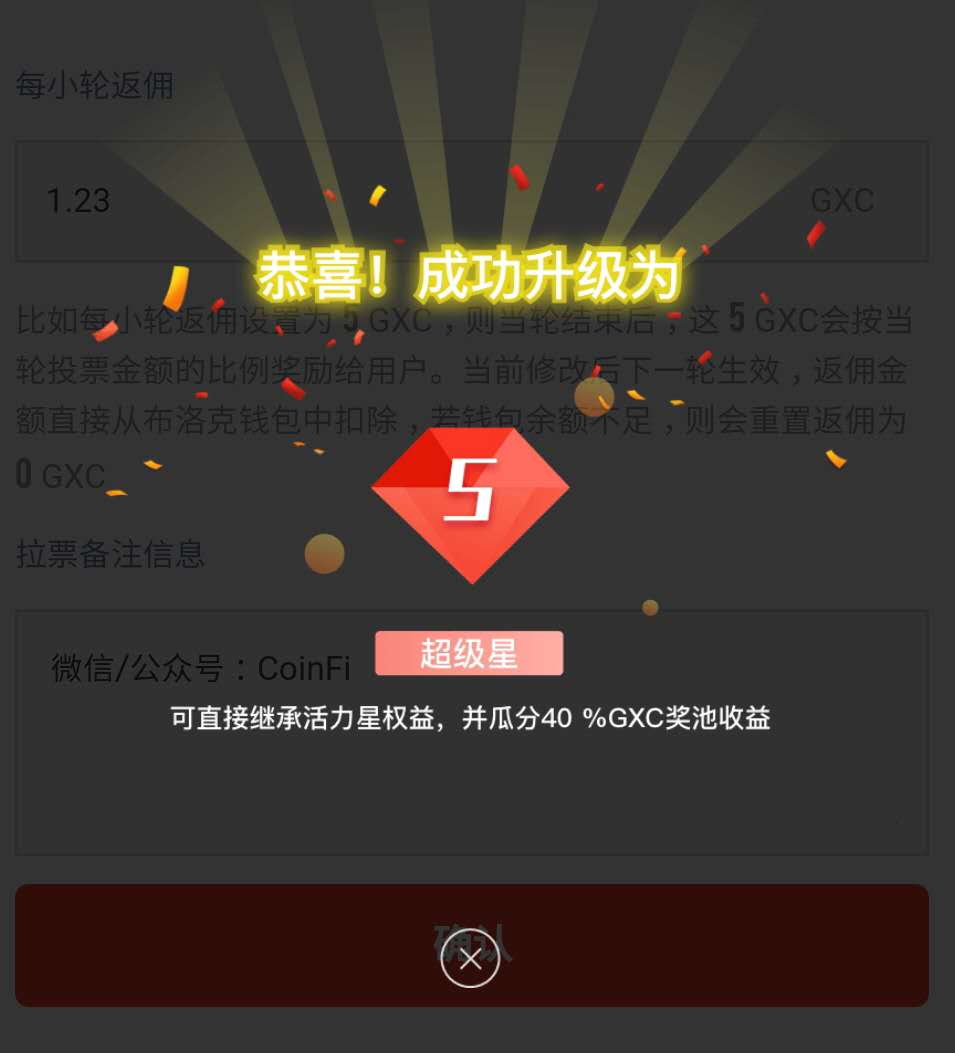 每小轮返佣
1.23 GXC
恭喜！成功升级为
比如每小轮返佣设置为 5 GXC，则当轮结束后，这 5 GXC会按当
轮投票金额的比例奖励给用户。当前修改后下一轮生效，返佣金
额直接从布洛克钱包中扣除，若钱包余额不足，则会重置返佣为
0 GXC
5
拉票备注信息
超级星
微信/公众号：CoinFi
可直接继承活力星权益，并瓜分40 %GXC奖池收益
确认